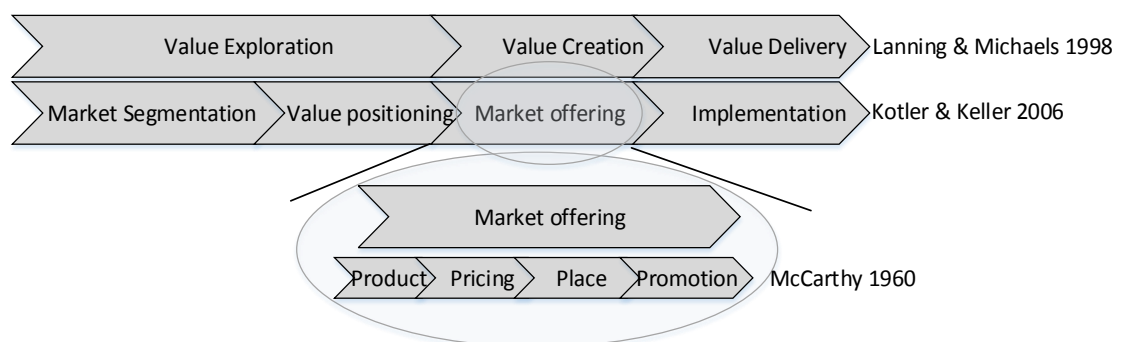 Value Exploration Value Creation Value Delivery Lanning & Michaels 1998
Market Segmentation Value positioning Market offering Implementation Kotler & Keller 2006
Market offering
Product Pricing Place Promotion McCarthy 1960